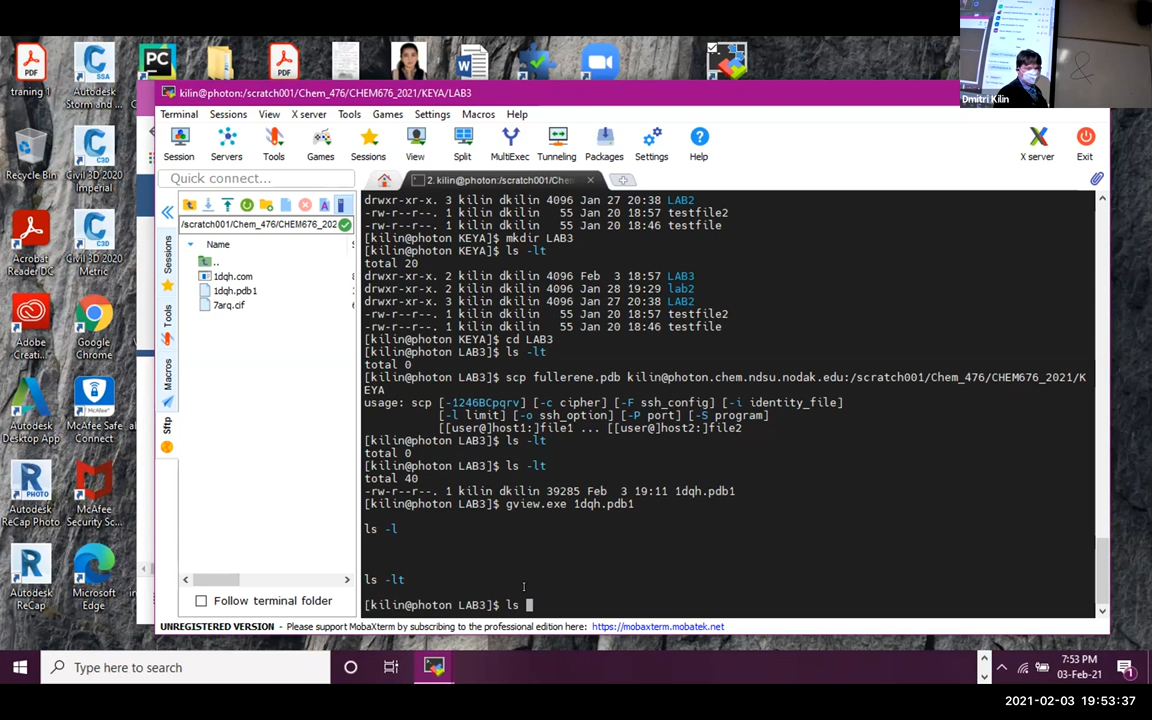 traning 1
Autodesk
Storm and ...
Recycle Bin
Civil 3D 2020
Imperial
Acrobat
Reader DC
Civil 3D 2020
Metric
Adobe
Creati...
Google
Chrome
Autodesk
Desktop App
McAfee Safe
Connect
Autodesk
ReCap Photo
McAfee
Security Sc...
Autodesk
ReCap
Microsoft
Edge
kilin@photon:/scratch001/Chem_476/CHEM676_2021/KEYA/LAB3
Terminal Sessions View X server Tools Games Settings Macros Help
Session Servers Tools Games Sessions View Split MultiExec Tunneling Packages Settings Help X server Exit
Quick connect...
2. kilin@photon:/scratch001/Chem
/scratch001/Chem_476/CHEM676_202
Name
..
1dqh.com
1dqh.pdb1
7arq.cif
Sessions
Tools
Macros
Sftp
Follow terminal folder
drwxr-xr-x. 3 kilin dkilin 4096 Jan 27 20:38 LAB2
-rw-r--r--. 1 kilin dkilin   55 Jan 20 18:57 testfile2
-rw-r--r--. 1 kilin dkilin   55 Jan 20 18:46 testfile
[kilin@photon KEYA]$ mkdir LAB3
[kilin@photon KEYA]$ ls -lt
total 20
drwxr-xr-x. 2 kilin dkilin 4096 Feb  3 18:57 LAB3
drwxr-xr-x. 2 kilin dkilin 4096 Jan 28 19:29 lab2
drwxr-xr-x. 3 kilin dkilin 4096 Jan 27 20:38 LAB2
-rw-r--r--. 1 kilin dkilin   55 Jan 20 18:57 testfile2
-rw-r--r--. 1 kilin dkilin   55 Jan 20 18:46 testfile
[kilin@photon KEYA]$ cd LAB3
[kilin@photon LAB3]$ ls -lt
total 0
[kilin@photon LAB3]$ scp fullerene.pdb kilin@photon.chem.ndsu.nodak.edu:/scratch001/Chem_476/CHEM676_2021/K
EYA
usage: scp [-1246BCpqrv] [-c cipher] [-F ssh_config] [-i identity_file]
           [-l limit] [-o ssh_option] [-P port] [-S program]
           [[user@]host1:]file1 ... [[user@]host2:]file2
[kilin@photon LAB3]$ ls -lt
total 0
[kilin@photon LAB3]$ ls -lt
total 40
-rw-r--r--. 1 kilin dkilin 39285 Feb  3 19:11 1dqh.pdb1
[kilin@photon LAB3]$ gview.exe 1dqh.pdb1
ls -l
ls -lt
[kilin@photon LAB3]$ ls
UNREGISTERED VERSION - Please support MobaXterm by subscribing to the professional edition here: https://mobaxterm.mobatek.net
Type here to search
7:53 PM
03-Feb-21
2021-02-03 19:53:37
Dmitri Kilin
&